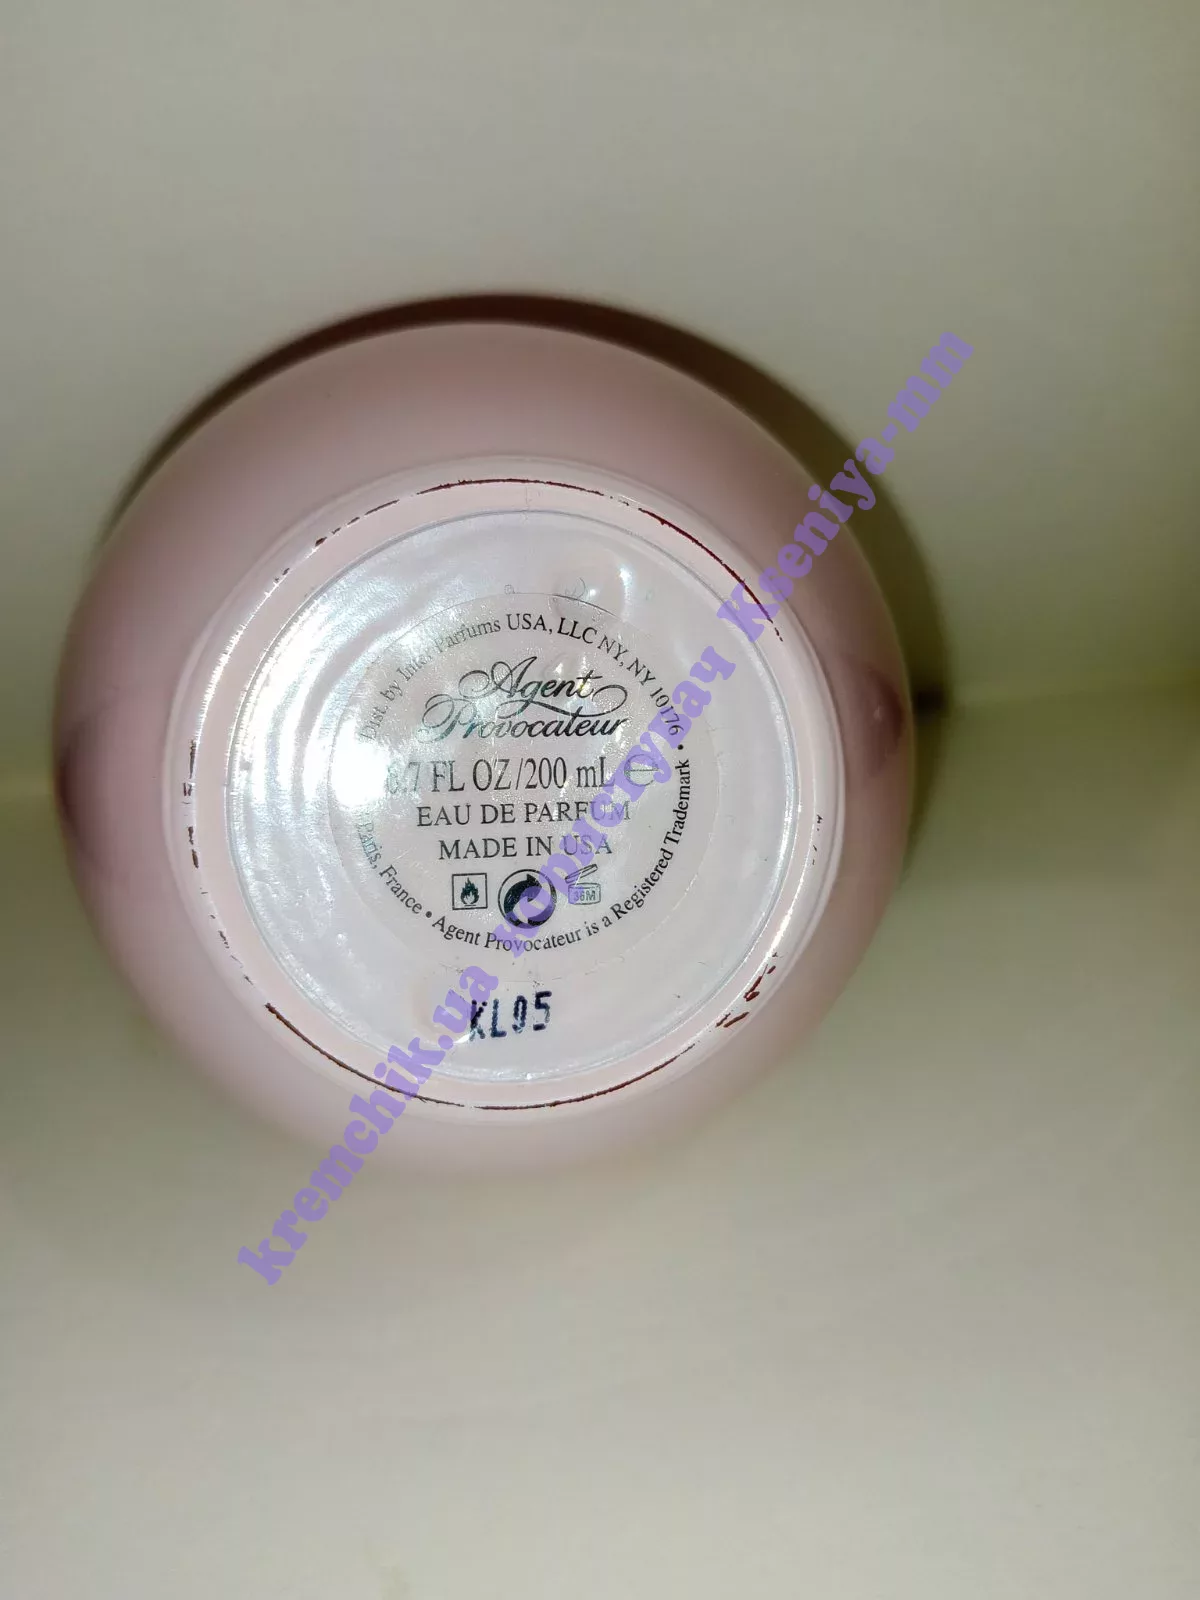 Dist. by Inter Parfums USA, LLC NY, NY 10176 •
Agent
Provocateur
6.7 FL OZ/200 mL ℮
EAU DE PARFUM
MADE IN USA
36M
Paris, France • Agent Provocateur is a Registered Trademark
KL05
kremchik.ua користувач Kseniya-mm